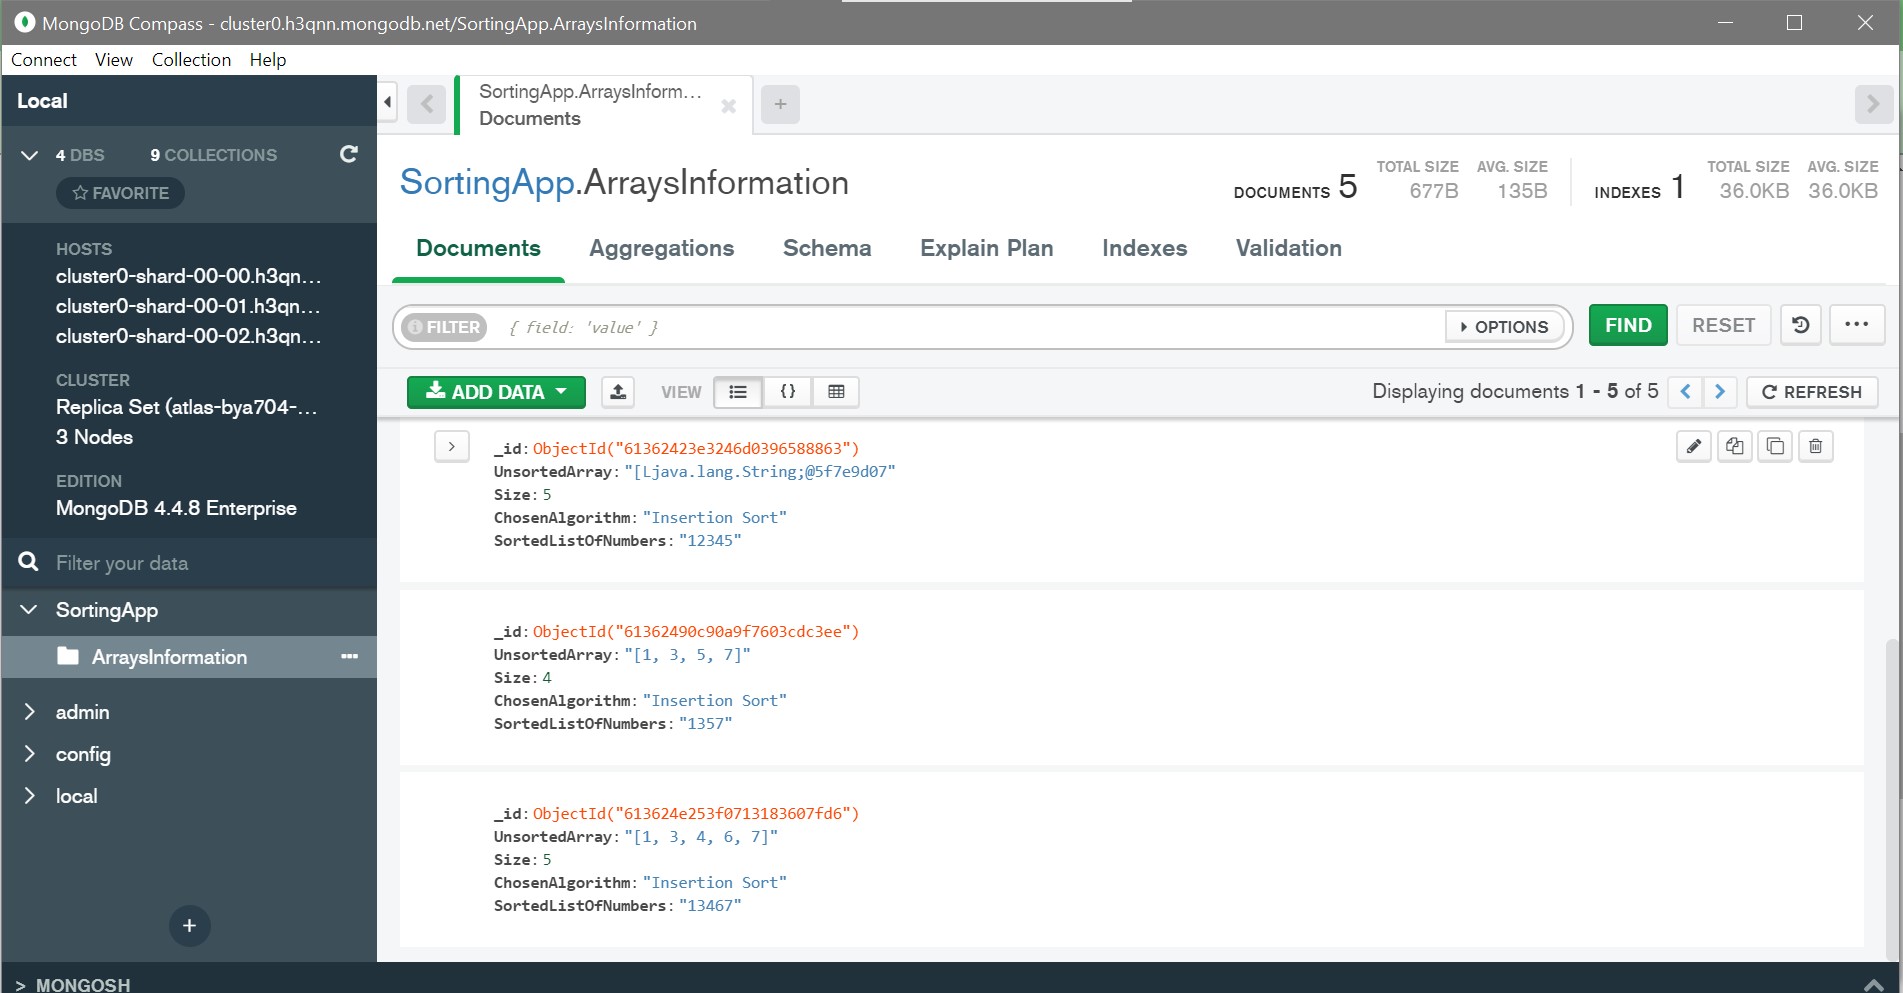 MongoDB Compass - cluster0.h3qnn.mongodb.net/SortingApp.ArraysInformation
Connect View Collection Help
Local
4 DBS 9 COLLECTIONS
FAVORITE
HOSTS
cluster0-shard-00-00.h3qn...
cluster0-shard-00-01.h3qn...
cluster0-shard-00-02.h3qn...
CLUSTER
Replica Set (atlas-bya704-...
3 Nodes
EDITION
MongoDB 4.4.8 Enterprise
Filter your data
SortingApp
ArraysInformation
admin
config
local
SortingApp.ArraysInform...
Documents
SortingApp.ArraysInformation
DOCUMENTS 5 TOTAL SIZE 677B AVG. SIZE 135B INDEXES 1 TOTAL SIZE 36.0KB AVG. SIZE 36.0KB
Documents Aggregations Schema Explain Plan Indexes Validation
FILTER { field: 'value' } OPTIONS FIND RESET
ADD DATA VIEW {} Displaying documents 1 - 5 of 5 REFRESH
_id: ObjectId("61362423e3246d0396588863")
UnsortedArray: "[Ljava.lang.String;@5f7e9d07"
Size: 5
ChosenAlgorithm: "Insertion Sort"
SortedListOfNumbers: "12345"
_id: ObjectId("61362490c90a9f7603cdc3ee")
UnsortedArray: "[1, 3, 5, 7]"
Size: 4
ChosenAlgorithm: "Insertion Sort"
SortedListOfNumbers: "1357"
_id: ObjectId("613624e253f0713183607fd6")
UnsortedArray: "[1, 3, 4, 6, 7]"
Size: 5
ChosenAlgorithm: "Insertion Sort"
SortedListOfNumbers: "13467"
> MONGOSH